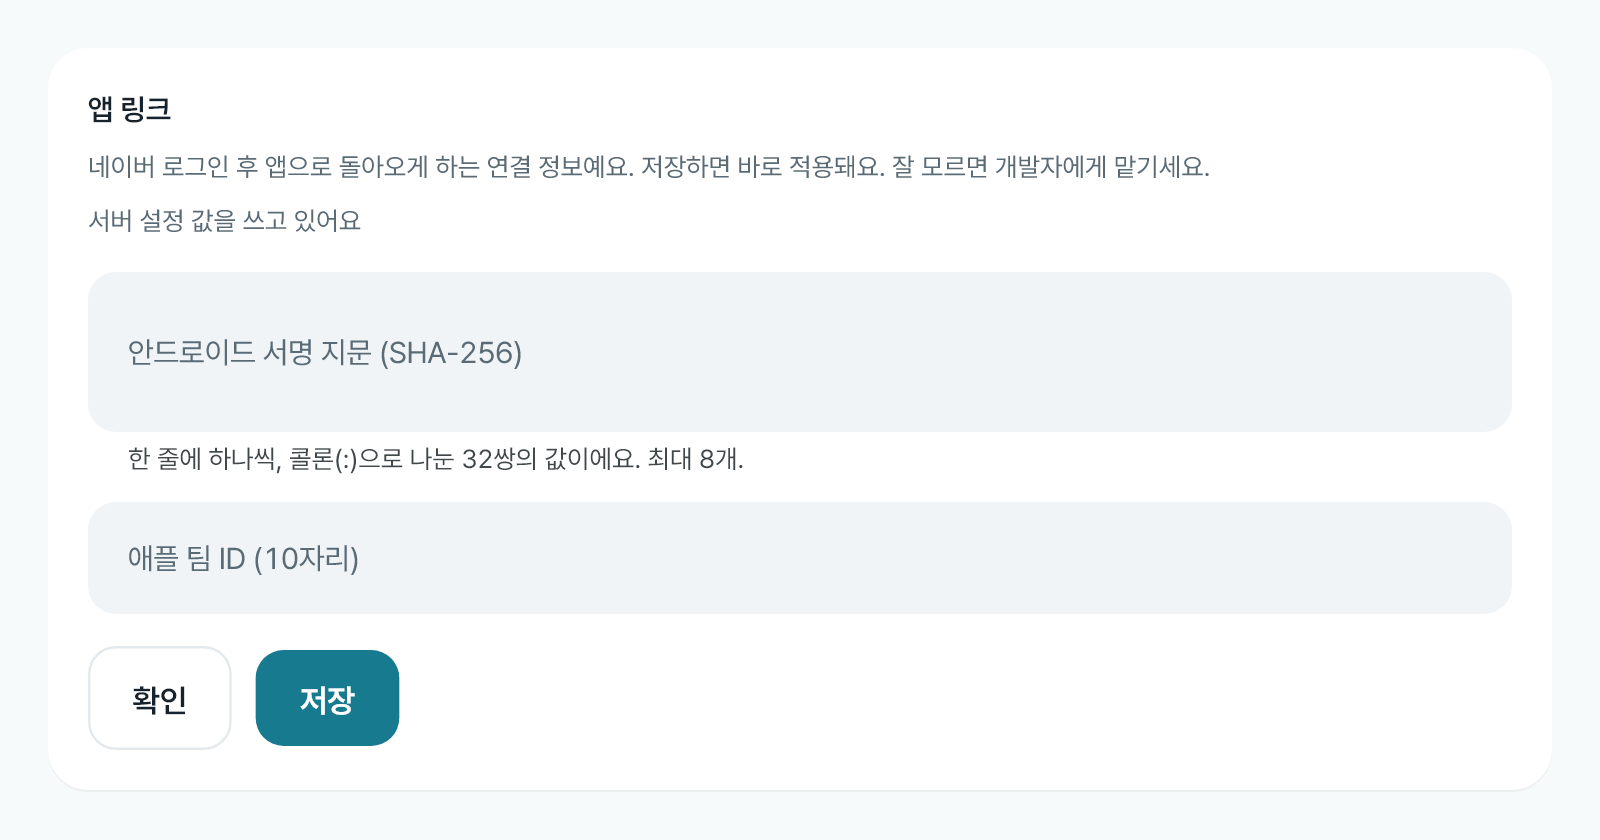 앱 링크
네이버 로그인 후 앱으로 돌아오게 하는 연결 정보예요. 저장하면 바로 적용돼요. 잘 모르면 개발자에게 맡기세요.
서버 설정 값을 쓰고 있어요
안드로이드 서명 지문 (SHA-256)
한 줄에 하나씩, 콜론(:)으로 나눈 32쌍의 값이에요. 최대 8개.
애플 팀 ID (10자리)
확인
저장